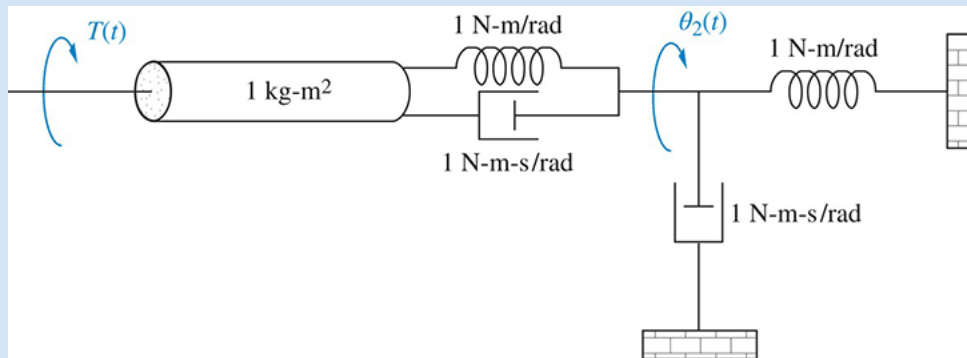 T(t)
1 N-m/rad
θ₂(t)
1 N-m/rad
1 kg-m²
1 N-m-s/rad
1 N-m-s/rad